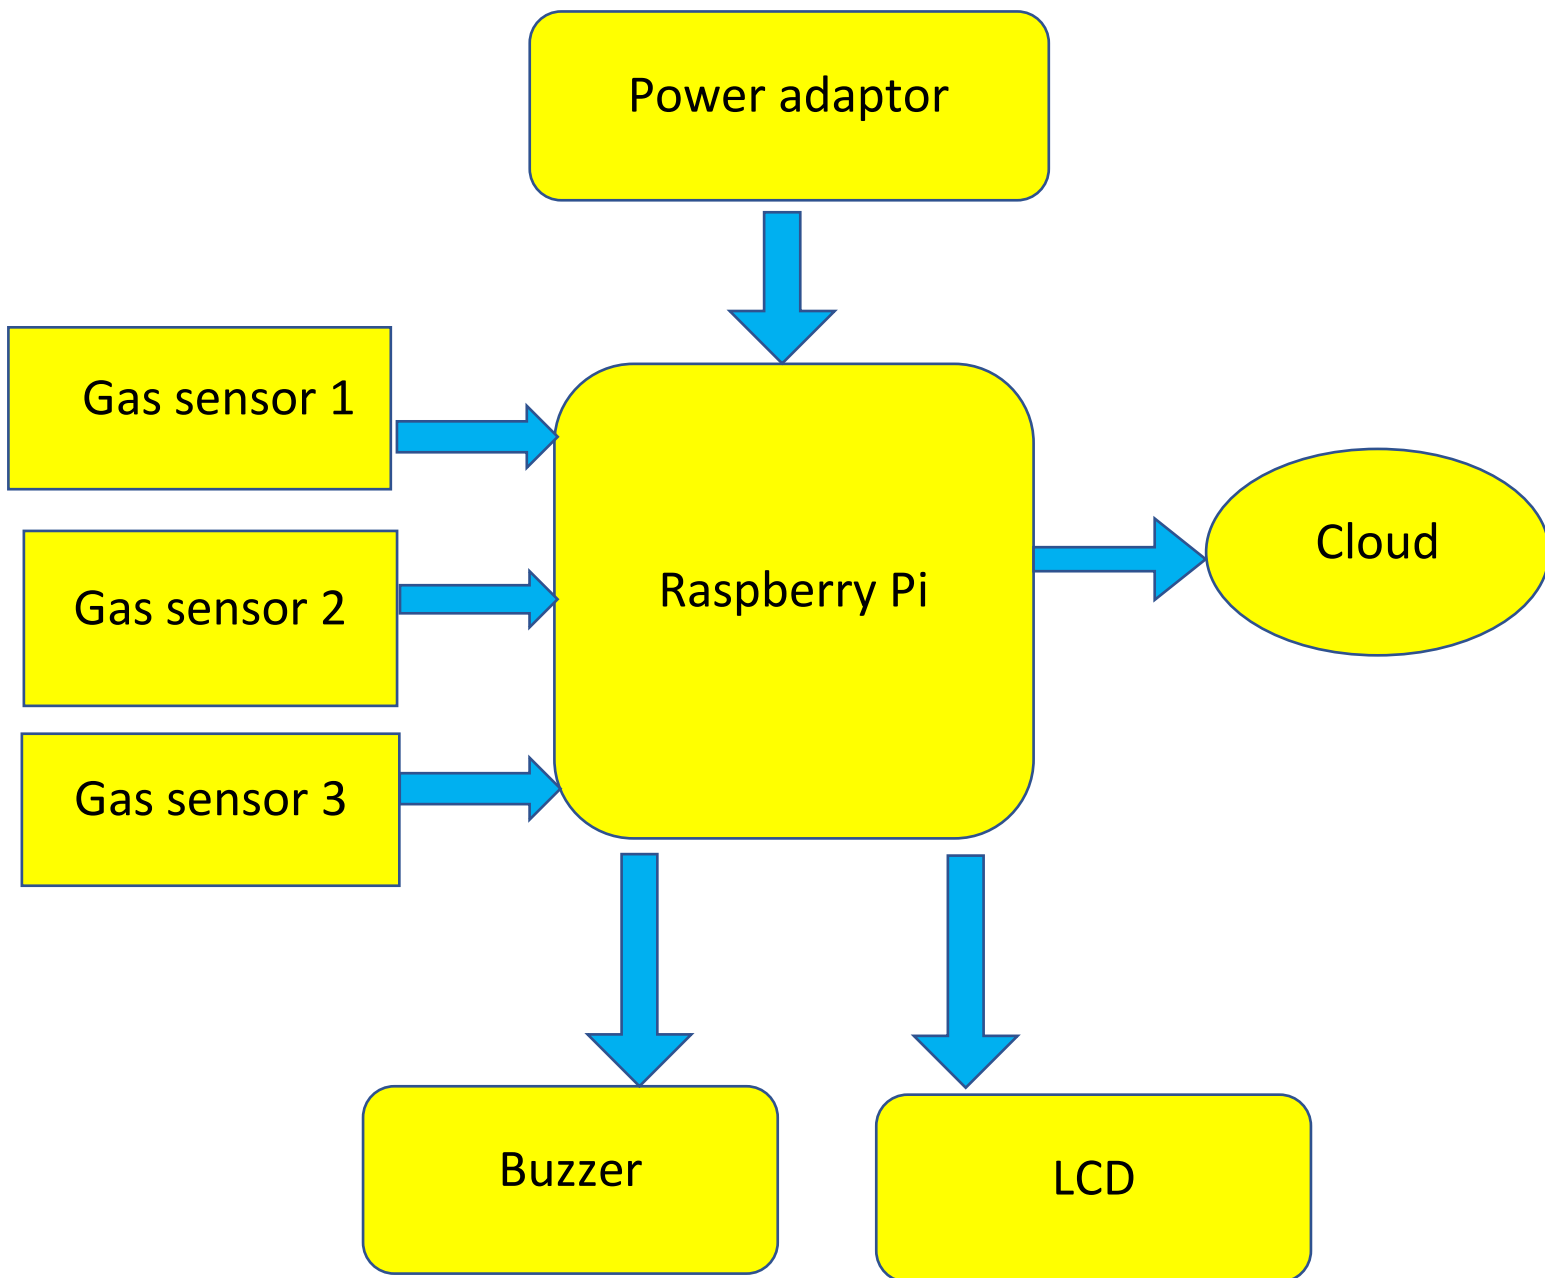 Power adaptor
Gas sensor 1
Gas sensor 2
Gas sensor 3
Raspberry Pi
Cloud
Buzzer
LCD